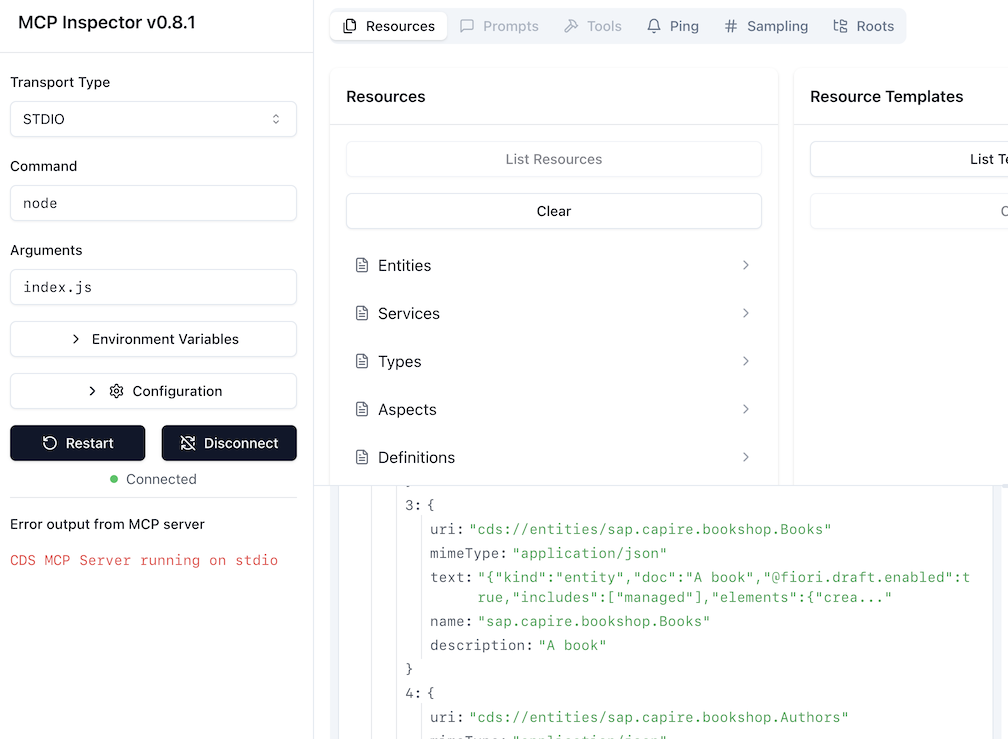 MCP Inspector v0.8.1
Transport Type
STDIO
Command
node
Arguments
index.js
Environment Variables
Configuration
Restart Disconnect
Connected
Error output from MCP server
CDS MCP Server running on stdio
Resources Prompts Tools Ping Sampling Roots
Resources
List Resources
Clear
Entities
Services
Types
Aspects
Definitions
Resource Templates
List
3: {
uri: "cds://entities/sap.capire.bookshop.Books"
mimeType: "application/json"
text: "{"kind":"entity","doc":"A book","@fiori.draft.enabled":t
rue,"includes":["managed"],"elements":{"crea..."
name: "sap.capire.bookshop.Books"
description: "A book"
}
4: {
uri: "cds://entities/sap.capire.bookshop.Authors"